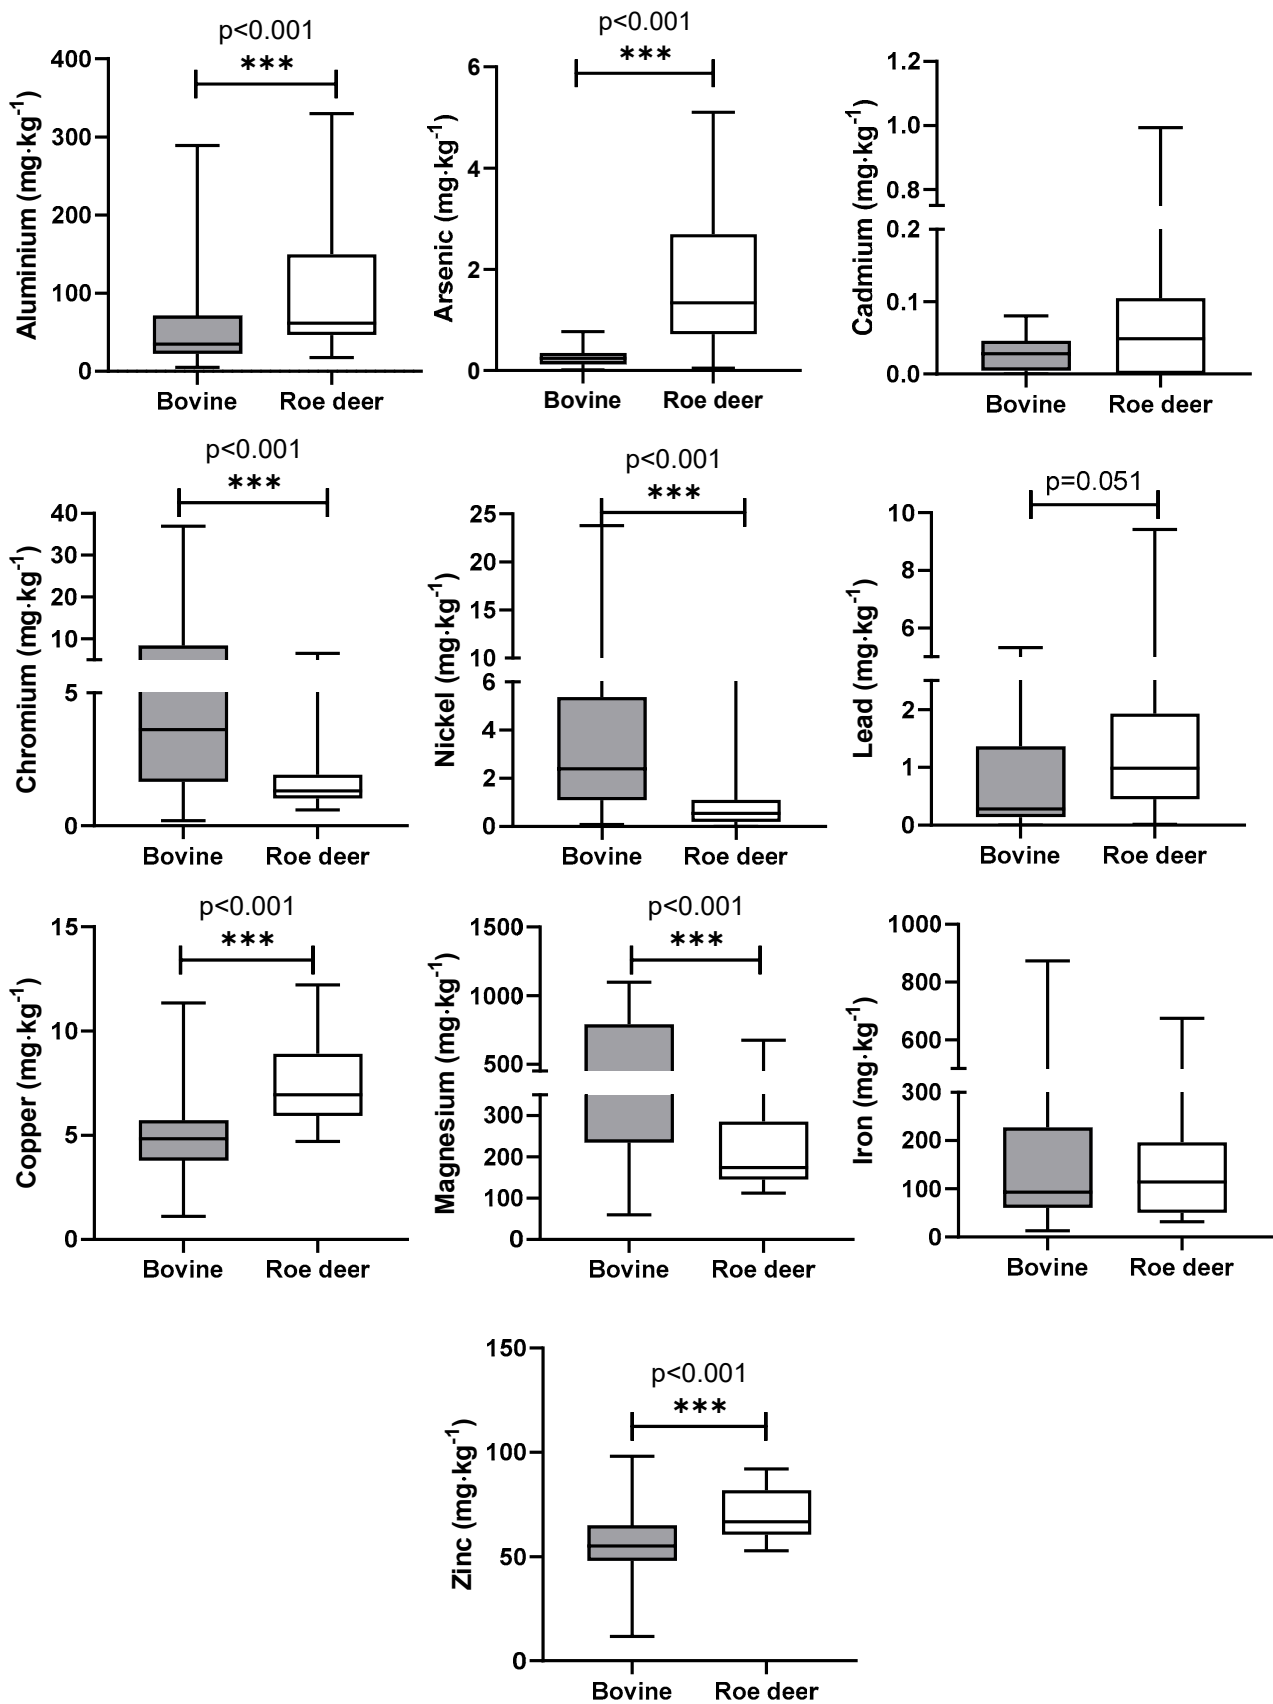 p<0.001
***
400
300
200
100
0
Aluminium (mg·kg⁻¹)
Bovine Roe deer
p<0.001
***
6
4
2
0
Arsenic (mg·kg⁻¹)
Bovine Roe deer
1.2
1.0
0.8
0.2
0.1
0.0
Cadmium (mg·kg⁻¹)
Bovine Roe deer
p<0.001
***
40
30
20
10
5
0
Chromium (mg·kg⁻¹)
Bovine Roe deer
p<0.001
***
25
20
15
10
6
4
2
0
Nickel (mg·kg⁻¹)
Bovine Roe deer
p=0.051
10
8
6
2
1
0
Lead (mg·kg⁻¹)
Bovine Roe deer
p<0.001
***
15
10
5
0
Copper (mg·kg⁻¹)
Bovine Roe deer
p<0.001
***
1500
1000
500
300
200
100
0
Magnesium (mg·kg⁻¹)
Bovine Roe deer
1000
800
600
300
200
100
0
Iron (mg·kg⁻¹)
Bovine Roe deer
p<0.001
***
150
100
50
0
Zinc (mg·kg⁻¹)
Bovine Roe deer